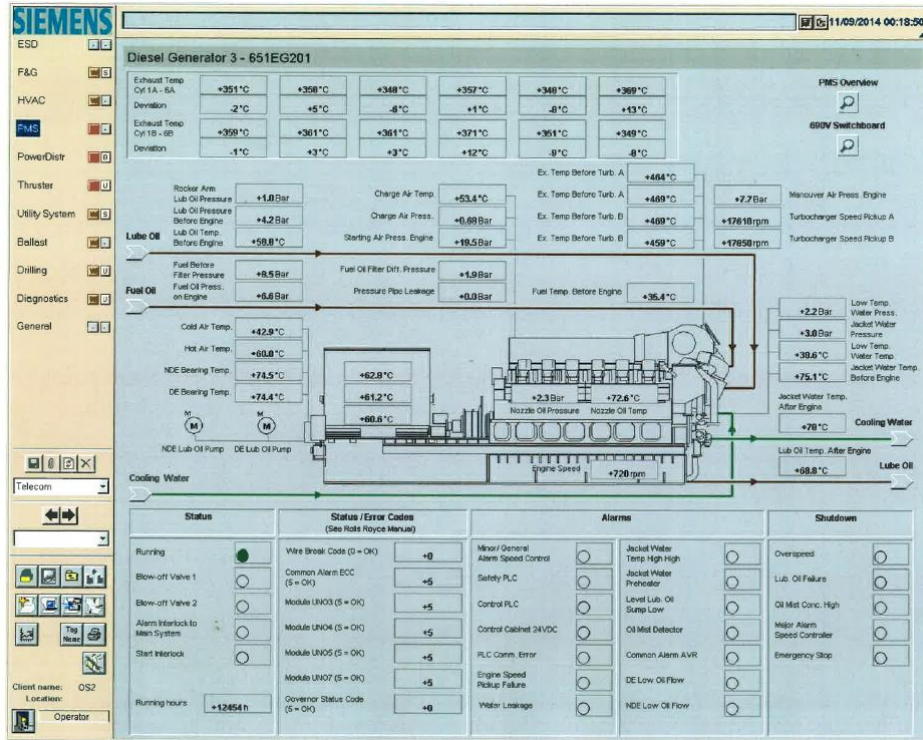 SIEMENS
11/09/2014 00:18:50
ESD
F&G
HVAC
PMS
PowerDistr
Thruster
Utility System
Ballast
Drilling
Diagnostics
General
Telecom
Tag Name
Client name: OS2
Location:
Operator
Diesel Generator 3 - 651EG201
Exhaust Temp Cyl 1A - 6A +351°C +358°C +348°C +357°C +348°C +369°C
Deviation -2°C +5°C -6°C +1°C -8°C +13°C
Exhaust Temp Cyl 1B - 6B +359°C +361°C +361°C +371°C +351°C +349°C
Deviation -1°C +3°C +3°C +12°C -9°C -8°C
PMS Overview
690V Switchboard
Rocker Arm Lub Oil Pressure +1.0Bar
Lub Oil Pressure Before Engine +4.2Bar
Lub Oil Temp. Before Engine +58.8°C
Lube Oil
Charge Air Temp +53.4°C
Charge Air Press. +0.68Bar
Starting Air Press. Engine +19.5Bar
Ex. Temp Before Turb. A +464°C
Ex. Temp Before Turb. A +469°C
Ex. Temp Before Turb. B +469°C
Ex. Temp Before Turb. B +459°C
+7.7Bar Manouver Air Press. Engine
+17610rpm Turbocharger Speed Pickup A
+17850rpm Turbocharger Speed Pickup B
Fuel Before Filter Pressure +8.5Bar
Fuel Oil Press. on Engine +6.6Bar
Fuel Oil
Fuel Oil Filter Diff. Pressure +1.9Bar
Pressure Pipe Leakage +0.0Bar
Fuel Temp. Before Engine +35.4°C
Cold Air Temp. +42.9°C
Hot Air Temp. +60.0°C
NDE Bearing Temp. +74.5°C
DE Bearing Temp. +74.4°C
+62.8°C
+61.2°C
+60.6°C
M M
M M
NDE Lub Oil Pump DE Lub Oil Pump
+2.3Bar +72.6°C
Nozzle Oil Pressure Nozzle Oil Temp
Engine Speed +720rpm
+2.2Bar Low Temp. Water Press.
+3.0Bar Jacket Water Pressure
+38.6°C Low Temp. Water Temp.
+75.1°C Jacket Water Temp. Before Engine
Jacket Water Temp. After Engine
+78°C Cooling Water
Lub Oil Temp. After Engine
+68.8°C Lube Oil
Cooling Water
Status
Running
Blow-off Valve 1
Blow-off Valve 2
Alarm Interlock to Main System
Start Interlock
Running hours +12454h
Status / Error Codes
(See Rolls Royce Manual)
Wire Break Code (0 = OK) +0
Common Alarm ECC (5 = OK) +5
Module UNO3 (5 = OK) +5
Module UNO4 (5 = OK) +5
Module UNO5 (5 = OK) +5
Module UNO7 (5 = OK) +5
Governor Status Code (S = OK) +0
Alarms
Minor/ General Alarm Speed Control
Safety PLC
Control PLC
Control Cabinet 24VDC
PLC Comm. Error
Engine Speed Pickup Failure
Water Leakage
Jacket Water Temp High High
Jacket Water Preheater
Level Lub. Oil Sump Low
Oil Mist Detector
Common Alarm AVR
DE Low Oil Flow
NDE Low Oil Flow
Shutdown
Overspeed
Lub. Oil Failure
Oil Mist Conc. High
Major Alarm Speed Controller
Emergency Stop